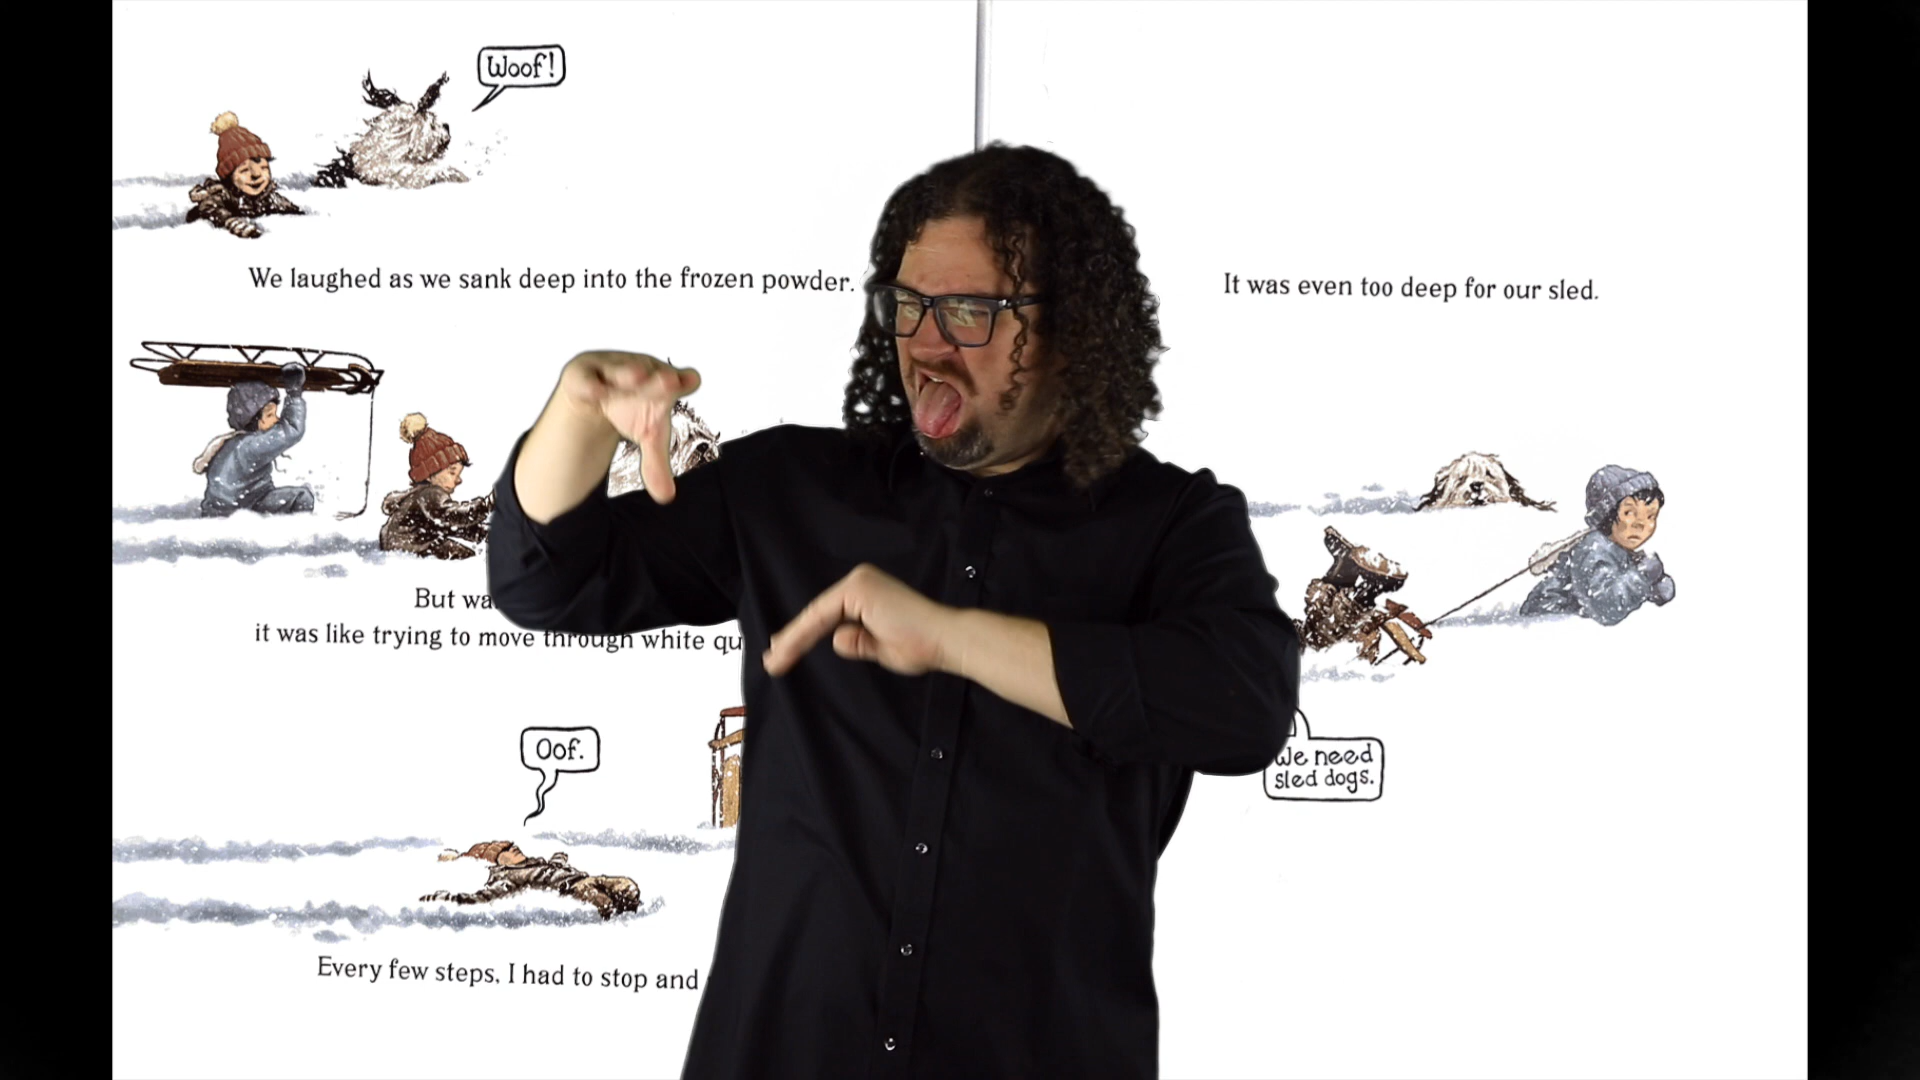 Woof!
We laughed as we sank deep into the frozen powder.
But
it was like trying to move through white
Oof.
Every few steps, I had to stop and
It was even too deep for our sled.
We need
sled dogs.